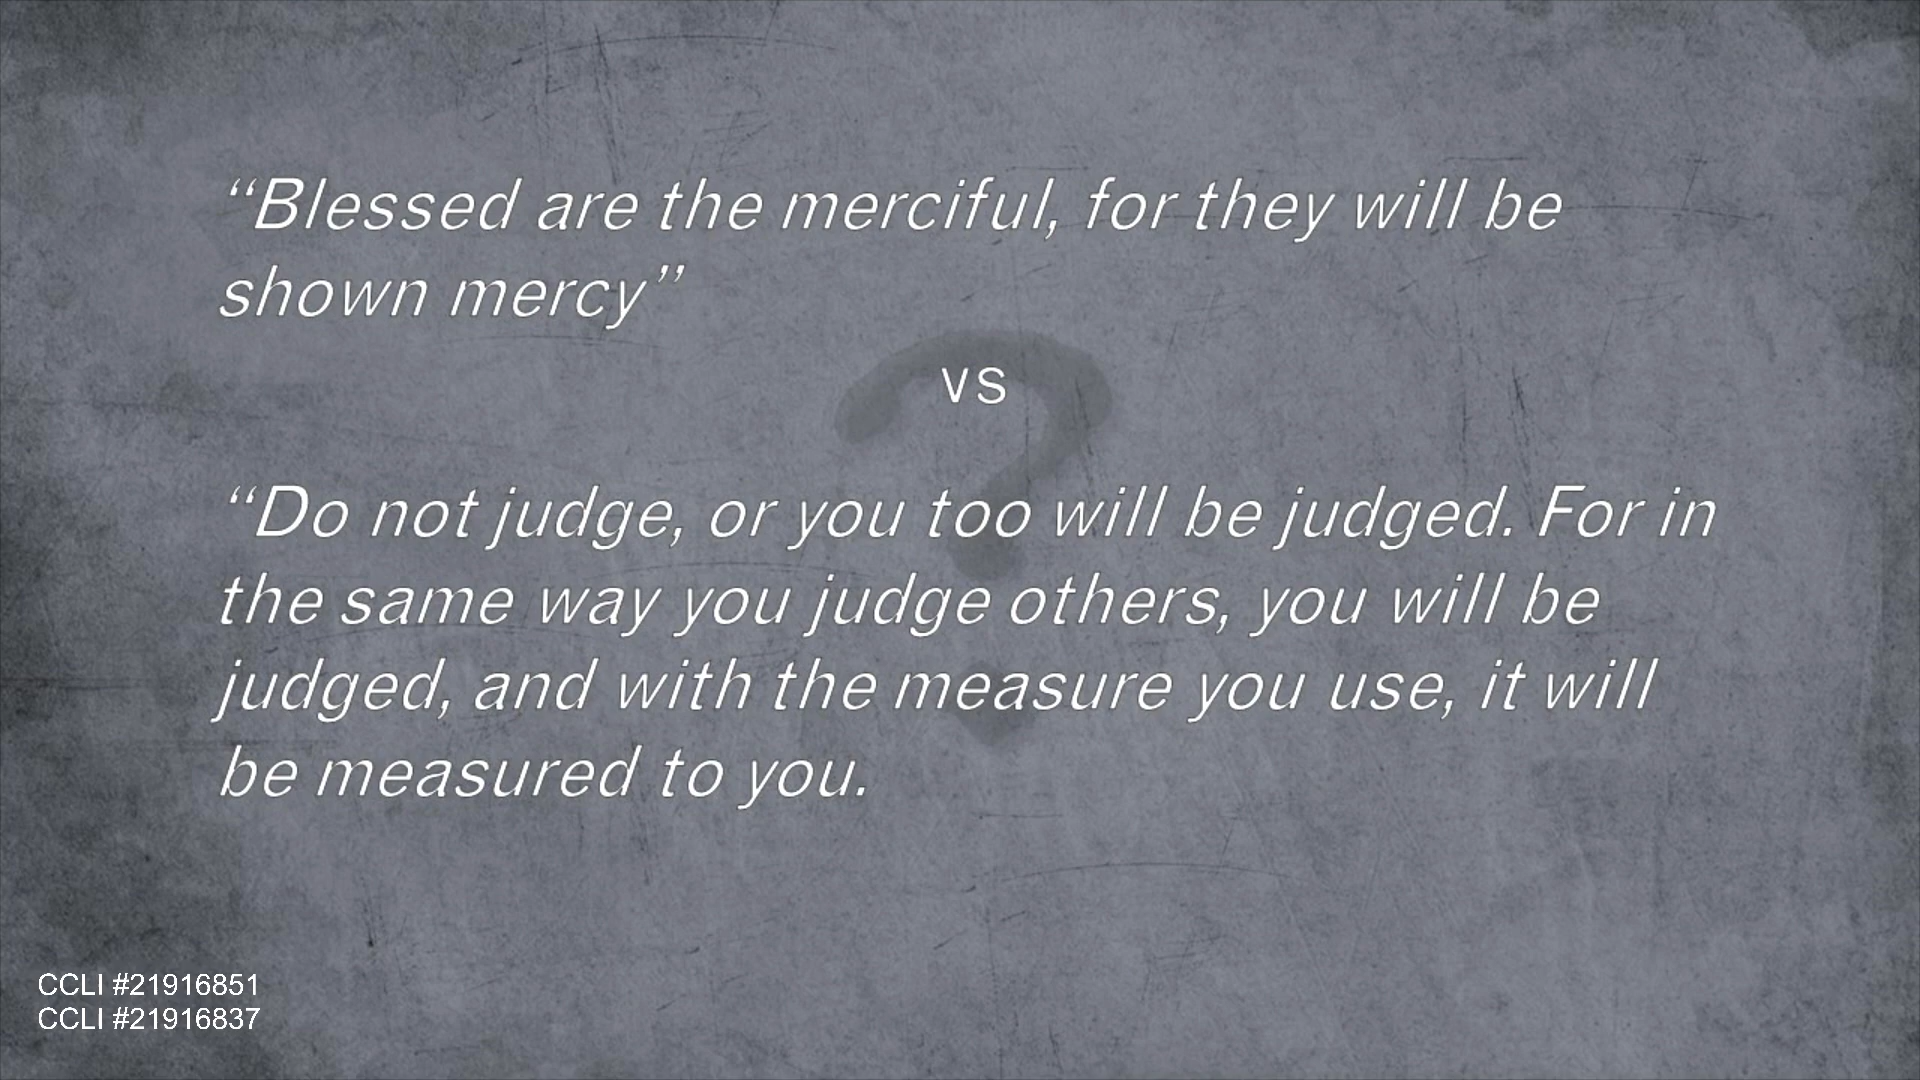 “Blessed are the merciful, for they will be
shown mercy”
vs
“Do not judge, or you too will be judged. For in
the same way you judge others, you will be
judged, and with the measure you use, it will
be measured to you.
CCLI #21916851
CCLI #21916837